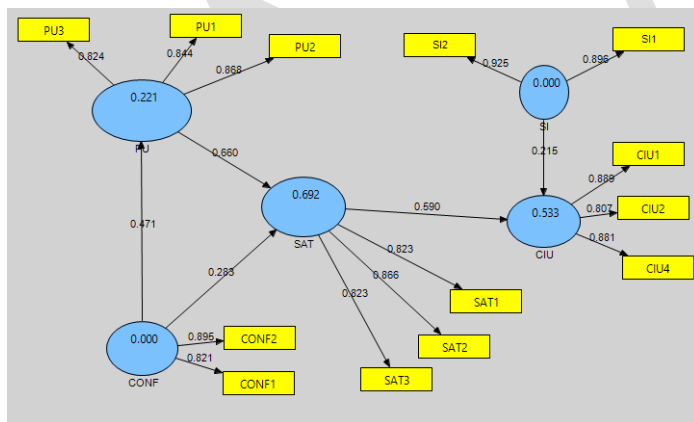 PU3
PU1
PU2
0.824
0.844
0.868
0.221
PU
SI2
SI1
0.925
0.896
0.000
SI
0.215
0.660
0.471
0.692
SAT
0.590
0.283
CIU1
CIU2
CIU4
0.889
0.807
0.881
0.533
CIU
0.823
0.866
0.823
SAT1
SAT2
SAT3
0.000
CONF
0.895
0.821
CONF2
CONF1